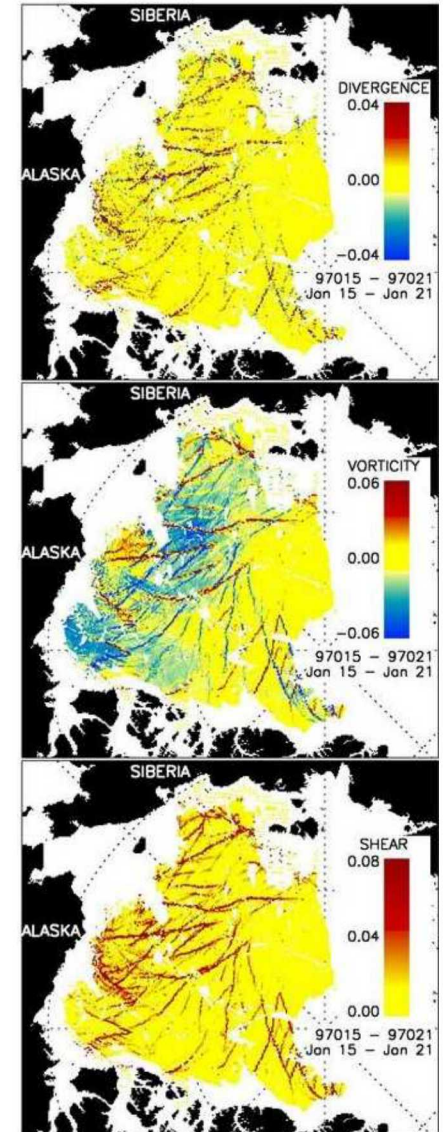 SIBERIA
DIVERGENCE
0.04
ALASKA
0.00
-0.04
97015 - 97021
Jan 15 - Jan 21
SIBERIA
VORTICITY
0.06
ALASKA
0.00
-0.06
97015 - 97021
Jan 15 - Jan 21
SIBERIA
SHEAR
0.08
ALASKA
0.04
0.00
97015 - 97021
Jan 15 - Jan 21